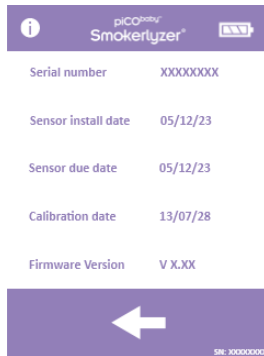 i
piCObaby™
Smokerlyzer®
Serial number XXXXXXXX
Sensor install date 05/12/23
Sensor due date 05/12/23
Calibration date 13/07/28
Firmware Version V X.XX
SN: XXXXXXXX